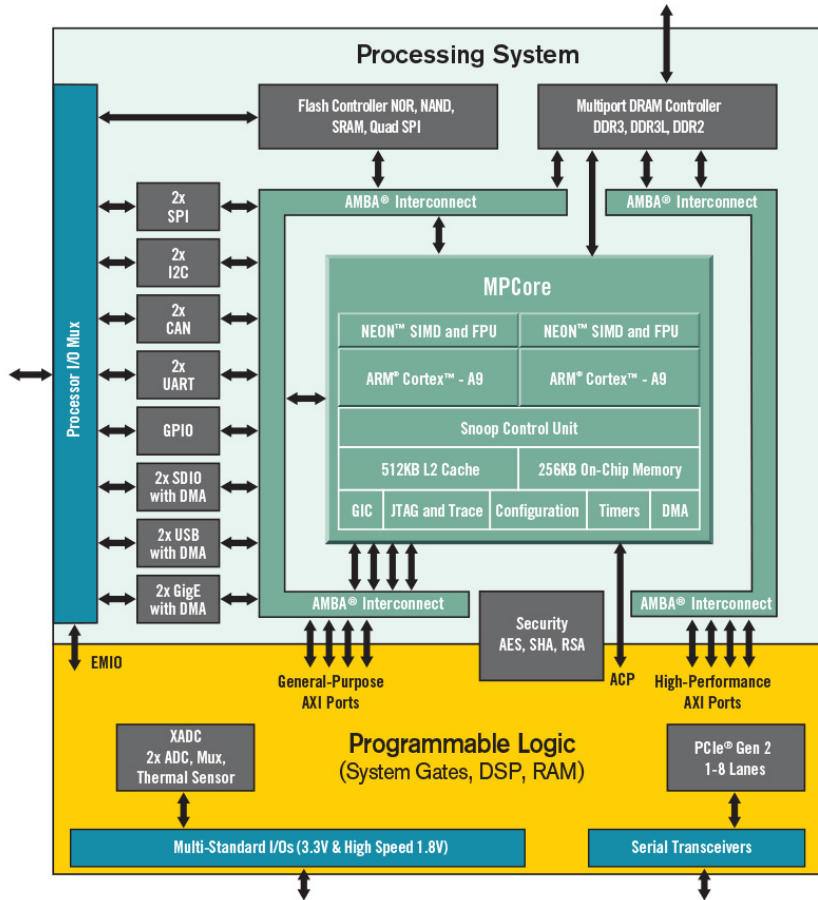 Processing System
Flash Controller NOR, NAND,
SRAM, Quad SPI
Multiport DRAM Controller
DDR3, DDR3L, DDR2
Processor I/O Mux
2x
SPI
2x
I2C
2x
CAN
2x
UART
GPIO
2x SDIO
with DMA
2x USB
with DMA
2x GigE
with DMA
AMBA® Interconnect
AMBA® Interconnect
MPCore
NEON™ SIMD and FPU
NEON™ SIMD and FPU
ARM® Cortex™ - A9
ARM® Cortex™ - A9
Snoop Control Unit
512KB L2 Cache
256KB On-Chip Memory
GIC
JTAG and Trace
Configuration
Timers
DMA
AMBA® Interconnect
AMBA® Interconnect
Security
AES, SHA, RSA
EMIO
General-Purpose
AXI Ports
ACP
High-Performance
AXI Ports
XADC
2x ADC, Mux,
Thermal Sensor
Programmable Logic
(System Gates, DSP, RAM)
PCIe® Gen 2
1-8 Lanes
Multi-Standard I/Os (3.3V & High Speed 1.8V)
Serial Transceivers